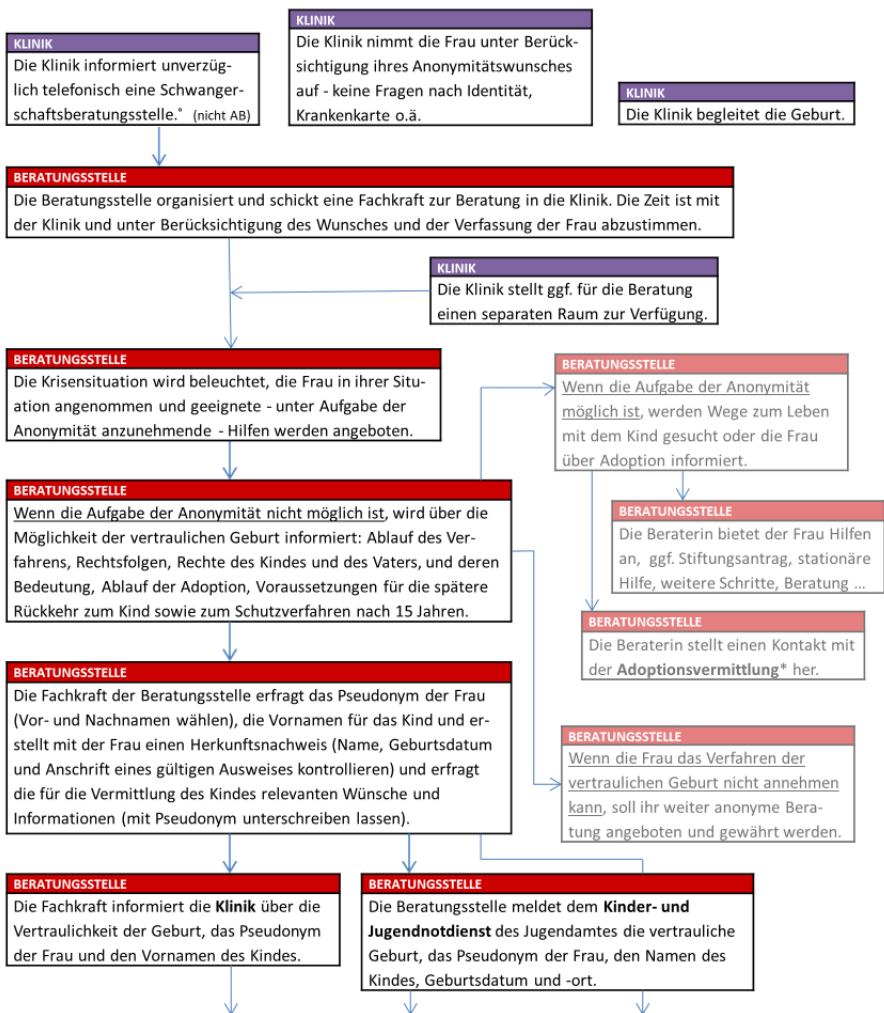 KLINIK
Die Klinik informiert unverzüg-
lich telefonisch eine Schwanger-
schaftsberatungsstelle.° (nicht AB)
KLINIK
Die Klinik nimmt die Frau unter Berück-
sichtigung ihres Anonymitätswunsches
auf - keine Fragen nach Identität,
Krankenkarte o.ä.
KLINIK
Die Klinik begleitet die Geburt.
BERATUNGSSTELLE
Die Beratungsstelle organisiert und schickt eine Fachkraft zur Beratung in die Klinik. Die Zeit ist mit
der Klinik und unter Berücksichtigung des Wunsches und der Verfassung der Frau abzustimmen.
KLINIK
Die Klinik stellt ggf. für die Beratung
einen separaten Raum zur Verfügung.
BERATUNGSSTELLE
Die Krisensituation wird beleuchtet, die Frau in ihrer Situ-
ation angenommen und geeignete - unter Aufgabe der
Anonymität anzunehmende - Hilfen werden angeboten.
BERATUNGSSTELLE
Wenn die Aufgabe der Anonymität
möglich ist, werden Wege zum Leben
mit dem Kind gesucht oder die Frau
über Adoption informiert.
BERATUNGSSTELLE
Wenn die Aufgabe der Anonymität nicht möglich ist, wird über die
Möglichkeit der vertraulichen Geburt informiert: Ablauf des Ver-
fahrens, Rechtsfolgen, Rechte des Kindes und des Vaters, und deren
Bedeutung, Ablauf der Adoption, Voraussetzungen für die spätere
Rückkehr zum Kind sowie zum Schutzverfahren nach 15 Jahren.
BERATUNGSSTELLE
Die Beraterin bietet der Frau Hilfen
an, ggf. Stiftungsantrag, stationäre
Hilfe, weitere Schritte, Beratung ...
BERATUNGSSTELLE
Die Beraterin stellt einen Kontakt mit
der Adoptionsvermittlung* her.
BERATUNGSSTELLE
Die Fachkraft der Beratungsstelle erfragt das Pseudonym der Frau
(Vor- und Nachnamen wählen), die Vornamen für das Kind und er-
stellt mit der Frau einen Herkunftsnachweis (Name, Geburtsdatum
und Anschrift eines gültigen Ausweises kontrollieren) und erfragt
die für die Vermittlung des Kindes relevanten Wünsche und
Informationen (mit Pseudonym unterschreiben lassen).
BERATUNGSSTELLE
Wenn die Frau das Verfahren der
vertraulichen Geburt nicht annehmen
kann, soll ihr weiter anonyme Bera-
tung angeboten und gewährt werden.
BERATUNGSSTELLE
Die Fachkraft informiert die Klinik über die
Vertraulichkeit der Geburt, das Pseudonym
der Frau und den Vornamen des Kindes.
BERATUNGSSTELLE
Die Beratungsstelle meldet dem Kinder- und
Jugendnotdienst des Jugendamtes die vertrauliche
Geburt, das Pseudonym der Frau, den Namen des
Kindes, Geburtsdatum und -ort.